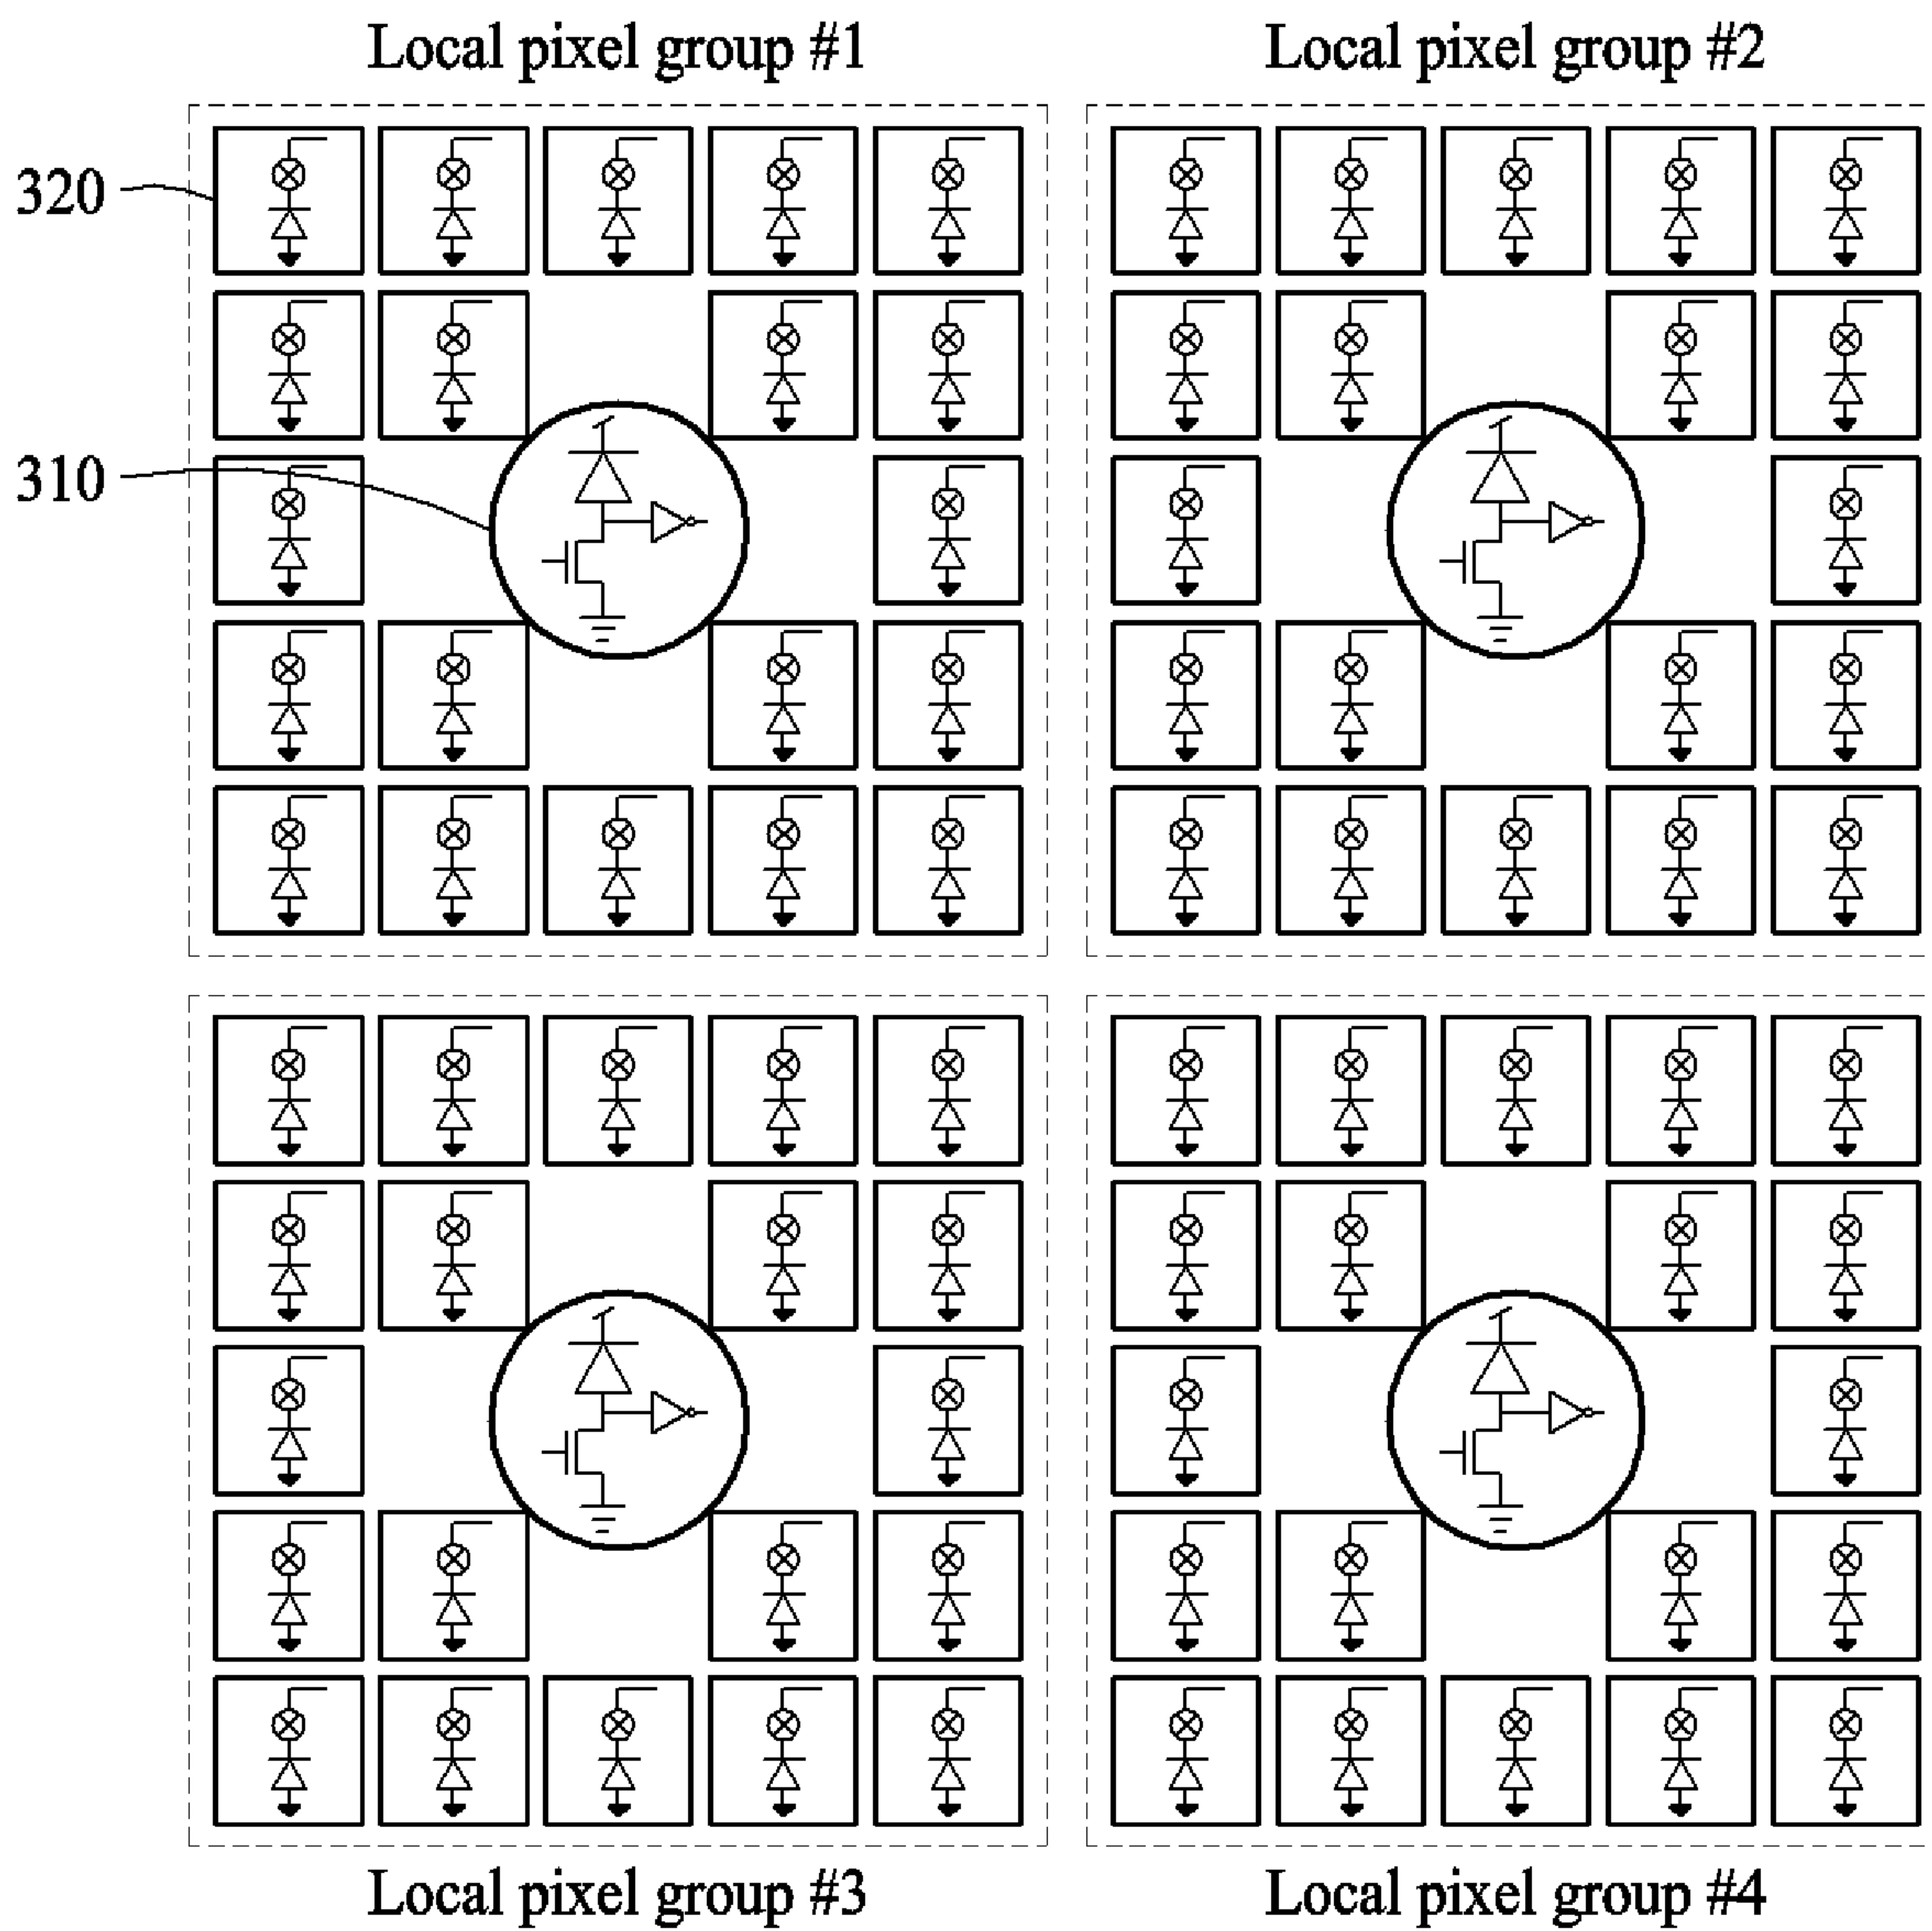 Local pixel group #1
Local pixel group #2
320
310
Local pixel group #3
Local pixel group #4